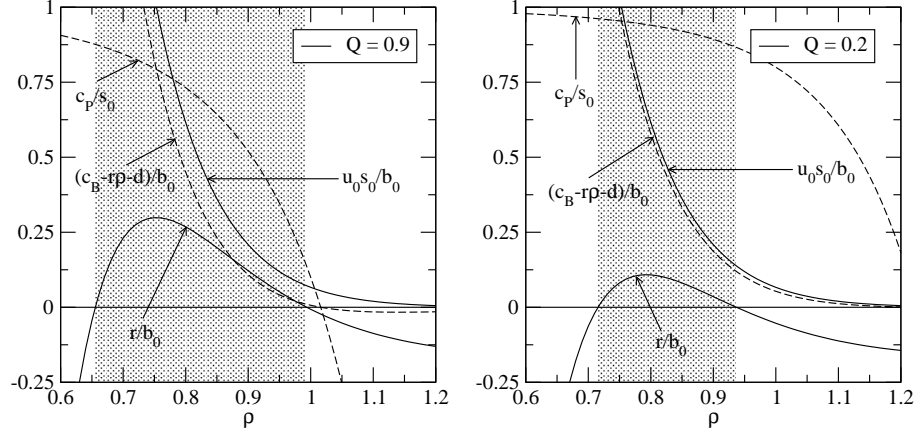 1
0.75
0.5
0.25
0
-0.25
0.6
0.7
0.8
0.9
1
1.1
1.2
ρ
Q = 0.9
c_P/s_0
(c_B-rρ-d)/b_0
u_0s_0/b_0
r/b_0
1
0.75
0.5
0.25
0
-0.25
0.6
0.7
0.8
0.9
1
1.1
1.2
ρ
Q = 0.2
c_P/s_0
(c_B-rρ-d)/b_0
u_0s_0/b_0
r/b_0